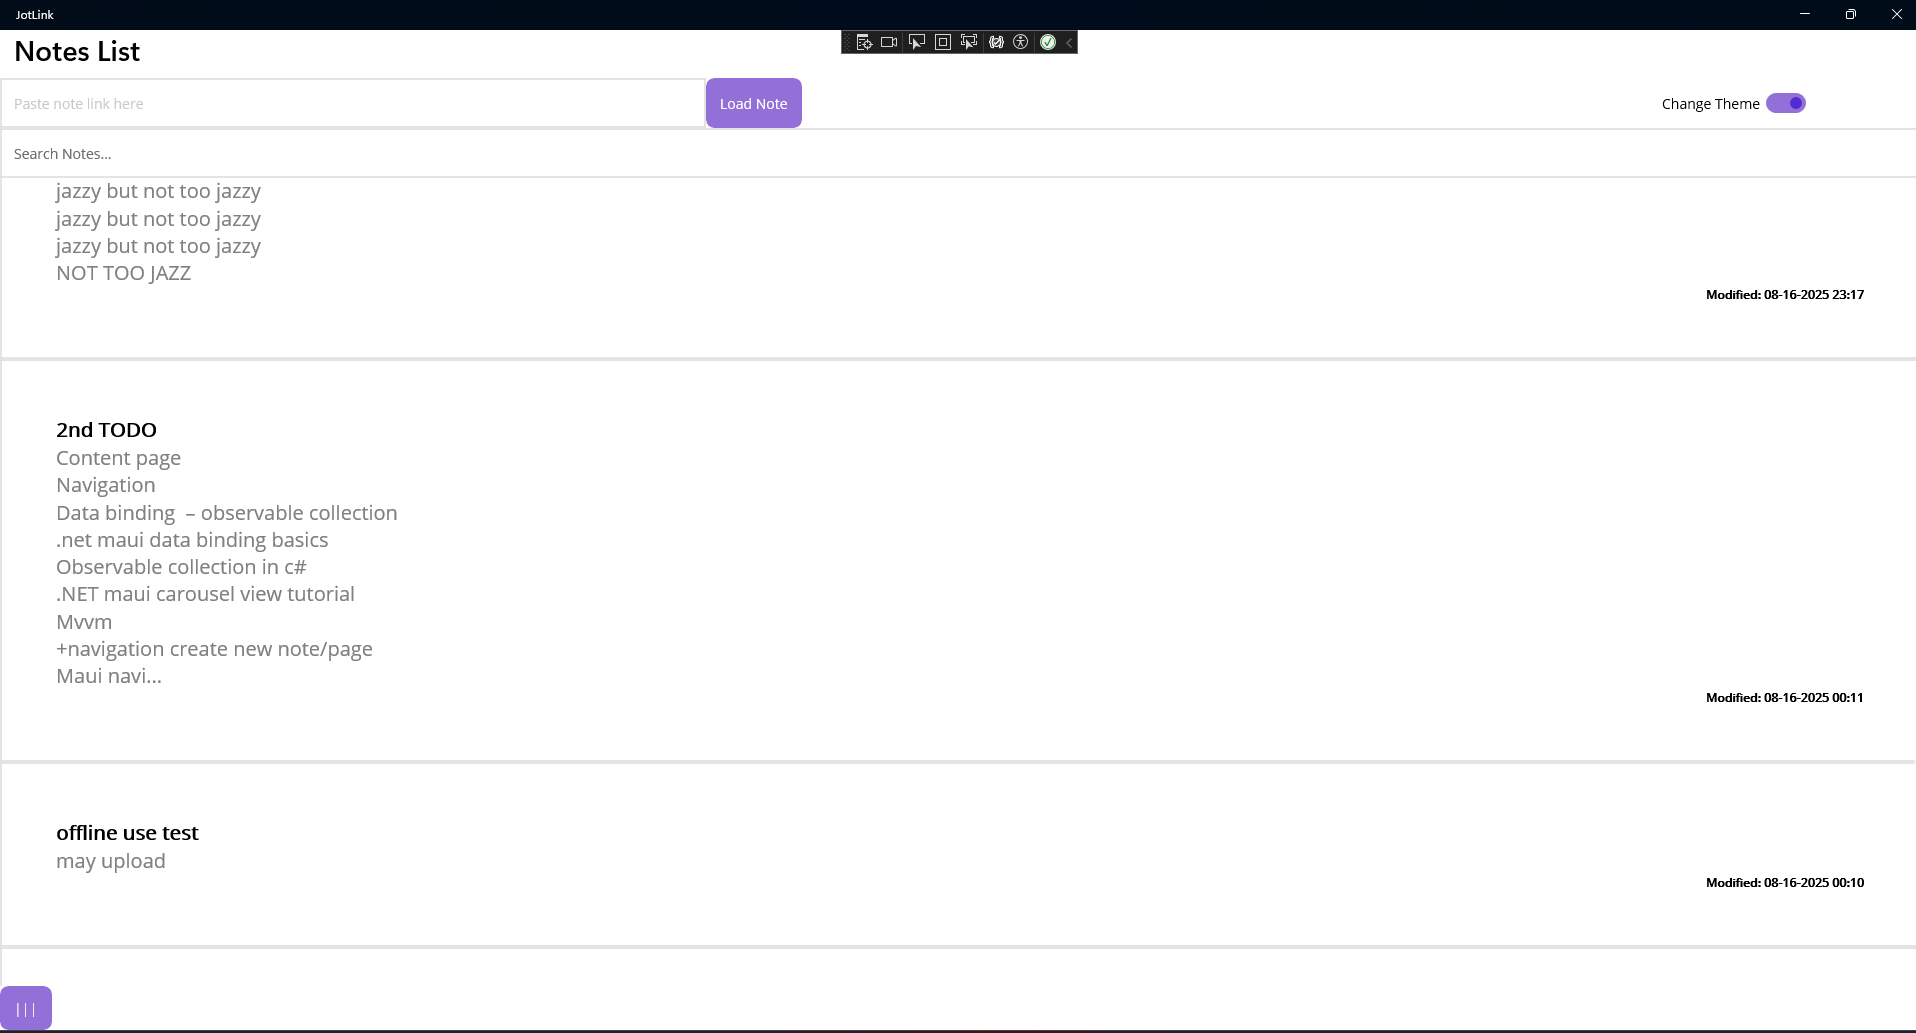 JotLink
Notes List
Paste note link here
Load Note
Change Theme
Search Notes...
jazzy but not too jazzy
jazzy but not too jazzy
jazzy but not too jazzy
NOT TOO JAZZ
Modified: 08-16-2025 23:17
2nd TODO
Content page
Navigation
Data binding  – observable collection
.net maui data binding basics
Observable collection in c#
.NET maui carousel view tutorial
Mvvm
+navigation create new note/page
Maui navi...
Modified: 08-16-2025 00:11
offline use test
may upload
Modified: 08-16-2025 00:10